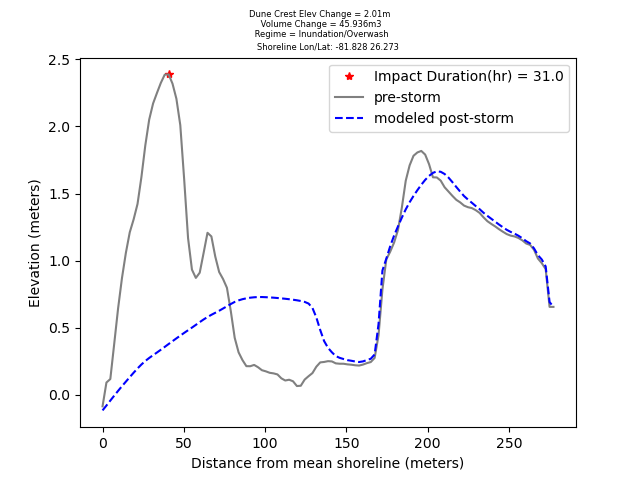 Dune Crest Elev Change = 2.01m
Volume Change = 45.936m3
Regime = Inundation/Overwash
Shoreline Lon/Lat: -81.828 26.273
Impact Duration(hr) = 31.0
pre-storm
modeled post-storm
Elevation (meters)
2.5
2.0
1.5
1.0
0.5
0.0
0
50
100
150
200
250
Distance from mean shoreline (meters)